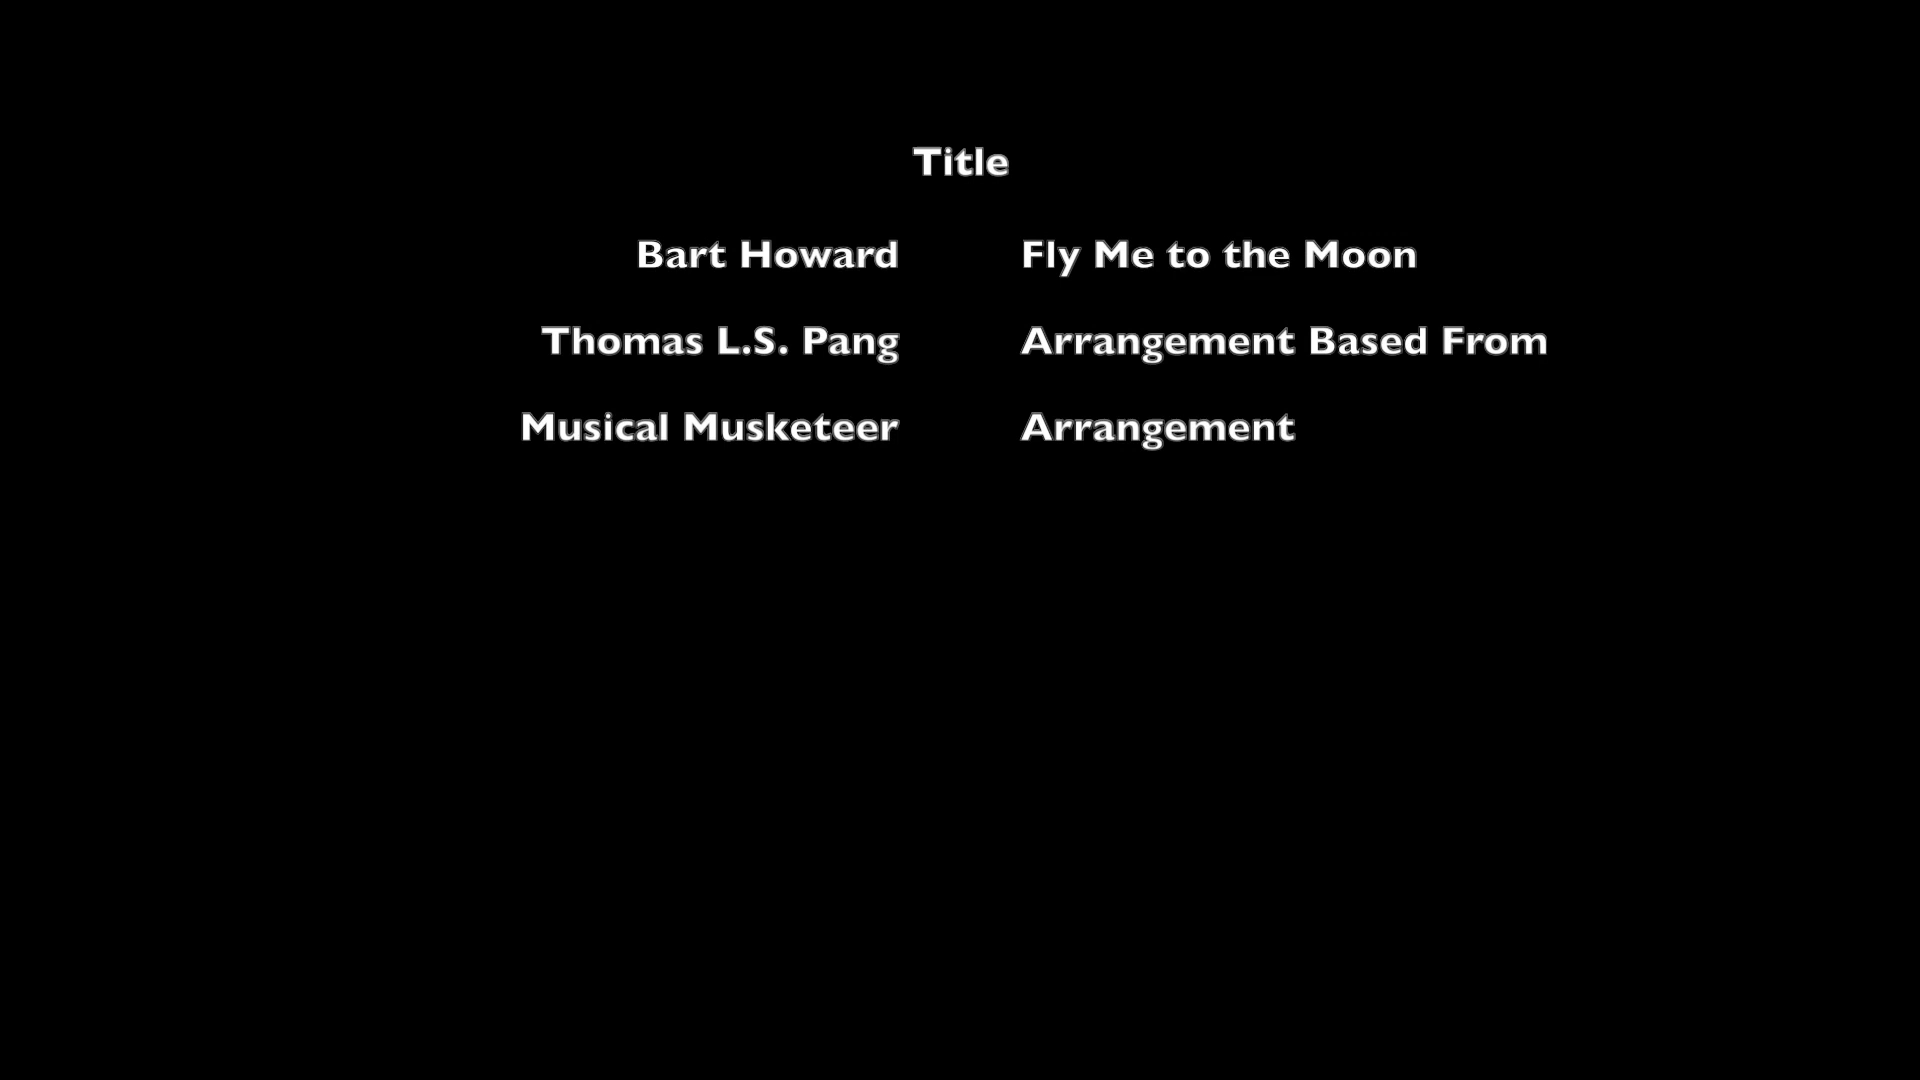 Title
Bart Howard Fly Me to the Moon
Thomas L.S. Pang Arrangement Based From
Musical Musketeer Arrangement